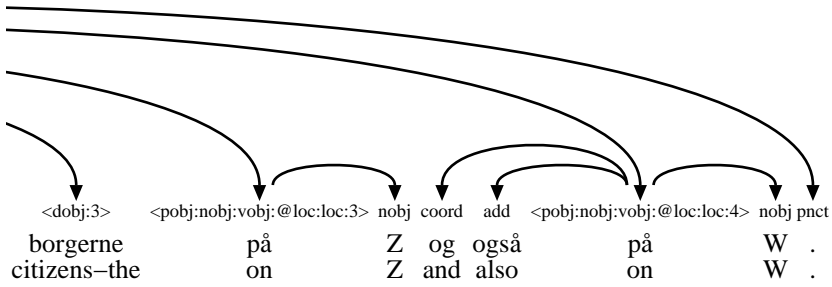 <dobj:3> <pobj:nobj:vobj:@loc:loc:3> nobj coord add <pobj:nobj:vobj:@loc:loc:4> nobj pnct
borgerne på Z og også på W .
citizens–the on Z and also on W .